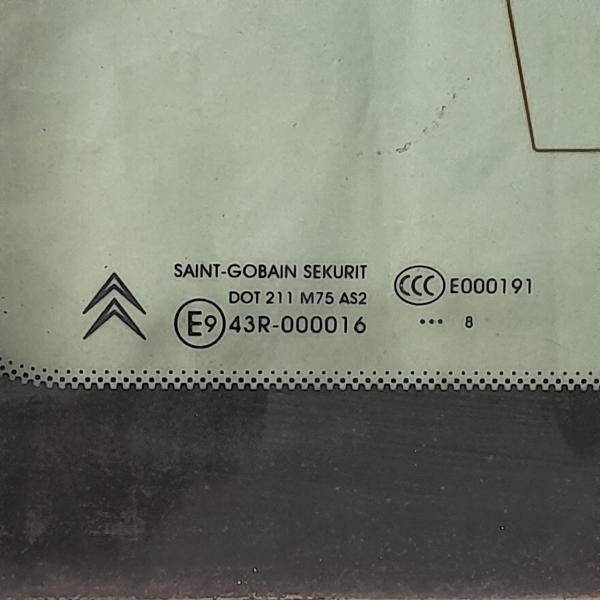 SAINT-GOBAIN SEKURIT
DOT 211 M75 AS2
E9 43R-000016
CCC E000191
••• 8